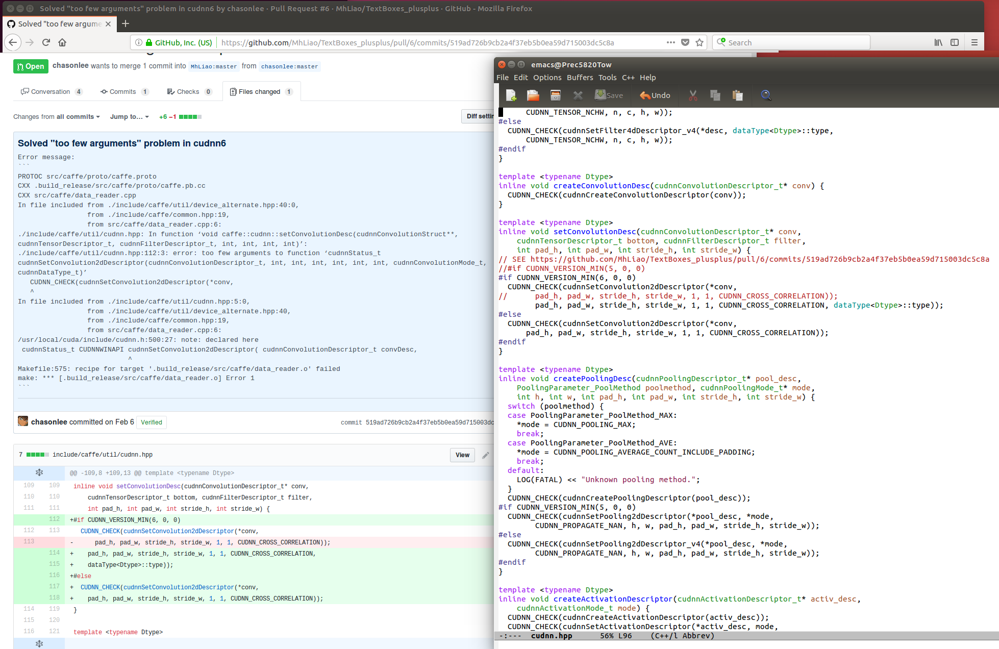 Solved "too few arguments" problem in cudnn6 by chasonlee · Pull Request #6 · MhLiao/TextBoxes_plusplus · GitHub - Mozilla Firefox
Solved "too few argume
GitHub, Inc. (US)
https://github.com/MhLiao/TextBoxes_plusplus/pull/6/commits/519ad726b9cb2a4f37eb5b0ea59d715003dc5c8a
Search
Open
chasonlee wants to merge 1 commit into MhLiao:master from chasonlee:master
Conversation 4
Commits 1
Checks 0
Files changed 1
Changes from all commits
Jump to...
+6 −1
Diff settin
Solved "too few arguments" problem in cudnn6
Error message:
```
PROTOC src/caffe/proto/caffe.proto
CXX .build_release/src/caffe/proto/caffe.pb.cc
CXX src/caffe/data_reader.cpp
In file included from ./include/caffe/util/device_alternate.hpp:40:0,
                 from ./include/caffe/common.hpp:19,
                 from src/caffe/data_reader.cpp:6:
./include/caffe/util/cudnn.hpp: In function ‘void caffe::cudnn::setConvolutionDesc(cudnnConvolutionStruct**,
cudnnTensorDescriptor_t, cudnnFilterDescriptor_t, int, int, int, int)’:
./include/caffe/util/cudnn.hpp:112:3: error: too few arguments to function ‘cudnnStatus_t
cudnnSetConvolution2dDescriptor(cudnnConvolutionDescriptor_t, int, int, int, int, int, int, cudnnConvolutionMode_t,
cudnnDataType_t)’
   CUDNN_CHECK(cudnnSetConvolution2dDescriptor(*conv,
   ^
In file included from ./include/caffe/util/cudnn.hpp:5:0,
                 from ./include/caffe/util/device_alternate.hpp:40,
                 from ./include/caffe/common.hpp:19,
                 from src/caffe/data_reader.cpp:6:
/usr/local/cuda/include/cudnn.h:500:27: note: declared here
 cudnnStatus_t CUDNNWINAPI cudnnSetConvolution2dDescriptor( cudnnConvolutionDescriptor_t convDesc,
                           ^
Makefile:575: recipe for target '.build_release/src/caffe/data_reader.o' failed
make: *** [.build_release/src/caffe/data_reader.o] Error 1
```
chasonlee committed on Feb 6 Verified
commit 519ad726b9cb2a4f37eb5b0ea59d715003dc
7 include/caffe/util/cudnn.hpp
View
@@ -109,8 +109,13 @@ template <typename Dtype>
109 109 inline void setConvolutionDesc(cudnnConvolutionDescriptor_t* conv,
110 110 cudnnTensorDescriptor_t bottom, cudnnFilterDescriptor_t filter,
111 111 int pad_h, int pad_w, int stride_h, int stride_w) {
112 +#if CUDNN_VERSION_MIN(6, 0, 0)
112 113 CUDNN_CHECK(cudnnSetConvolution2dDescriptor(*conv,
113 - pad_h, pad_w, stride_h, stride_w, 1, 1, CUDNN_CROSS_CORRELATION));
114 + pad_h, pad_w, stride_h, stride_w, 1, 1, CUDNN_CROSS_CORRELATION,
115 + dataType<Dtype>::type));
116 +#else
117 + CUDNN_CHECK(cudnnSetConvolution2dDescriptor(*conv,
118 + pad_h, pad_w, stride_h, stride_w, 1, 1, CUDNN_CROSS_CORRELATION));
114 119 }
115 120
116 121 template <typename Dtype>
emacs@Prec5820Tow
File Edit Options Buffers Tools C++ Help
Save
Undo
      CUDNN_TENSOR_NCHW, n, c, h, w));
#else
  CUDNN_CHECK(cudnnSetFilter4dDescriptor_v4(*desc, dataType<Dtype>::type,
      CUDNN_TENSOR_NCHW, n, c, h, w));
#endif
}
template <typename Dtype>
inline void createConvolutionDesc(cudnnConvolutionDescriptor_t* conv) {
  CUDNN_CHECK(cudnnCreateConvolutionDescriptor(conv));
}
template <typename Dtype>
inline void setConvolutionDesc(cudnnConvolutionDescriptor_t* conv,
    cudnnTensorDescriptor_t bottom, cudnnFilterDescriptor_t filter,
    int pad_h, int pad_w, int stride_h, int stride_w) {
// SEE https://github.com/MhLiao/TextBoxes_plusplus/pull/6/commits/519ad726b9cb2a4f37eb5b0ea59d715003dc5c8a
//#if CUDNN_VERSION_MIN(5, 0, 0)
#if CUDNN_VERSION_MIN(6, 0, 0)
  CUDNN_CHECK(cudnnSetConvolution2dDescriptor(*conv,
//      pad_h, pad_w, stride_h, stride_w, 1, 1, CUDNN_CROSS_CORRELATION));
        pad_h, pad_w, stride_h, stride_w, 1, 1, CUDNN_CROSS_CORRELATION, dataType<Dtype>::type));
#else
  CUDNN_CHECK(cudnnSetConvolution2dDescriptor(*conv,
      pad_h, pad_w, stride_h, stride_w, 1, 1, CUDNN_CROSS_CORRELATION));
#endif
}
template <typename Dtype>
inline void createPoolingDesc(cudnnPoolingDescriptor_t* pool_desc,
    PoolingParameter_PoolMethod poolmethod, cudnnPoolingMode_t* mode,
    int h, int w, int pad_h, int pad_w, int stride_h, int stride_w) {
  switch (poolmethod) {
  case PoolingParameter_PoolMethod_MAX:
    *mode = CUDNN_POOLING_MAX;
    break;
  case PoolingParameter_PoolMethod_AVE:
    *mode = CUDNN_POOLING_AVERAGE_COUNT_INCLUDE_PADDING;
    break;
  default:
    LOG(FATAL) << "Unknown pooling method.";
  }
  CUDNN_CHECK(cudnnCreatePoolingDescriptor(pool_desc));
#if CUDNN_VERSION_MIN(5, 0, 0)
  CUDNN_CHECK(cudnnSetPooling2dDescriptor(*pool_desc, *mode,
        CUDNN_PROPAGATE_NAN, h, w, pad_h, pad_w, stride_h, stride_w));
#else
  CUDNN_CHECK(cudnnSetPooling2dDescriptor_v4(*pool_desc, *mode,
        CUDNN_PROPAGATE_NAN, h, w, pad_h, pad_w, stride_h, stride_w));
#endif
}
template <typename Dtype>
inline void createActivationDescriptor(cudnnActivationDescriptor_t* activ_desc,
    cudnnActivationMode_t mode) {
  CUDNN_CHECK(cudnnCreateActivationDescriptor(activ_desc));
  CUDNN_CHECK(cudnnSetActivationDescriptor(*activ_desc, mode,
-:--- cudnn.hpp 56% L96 (C++/l Abbrev)